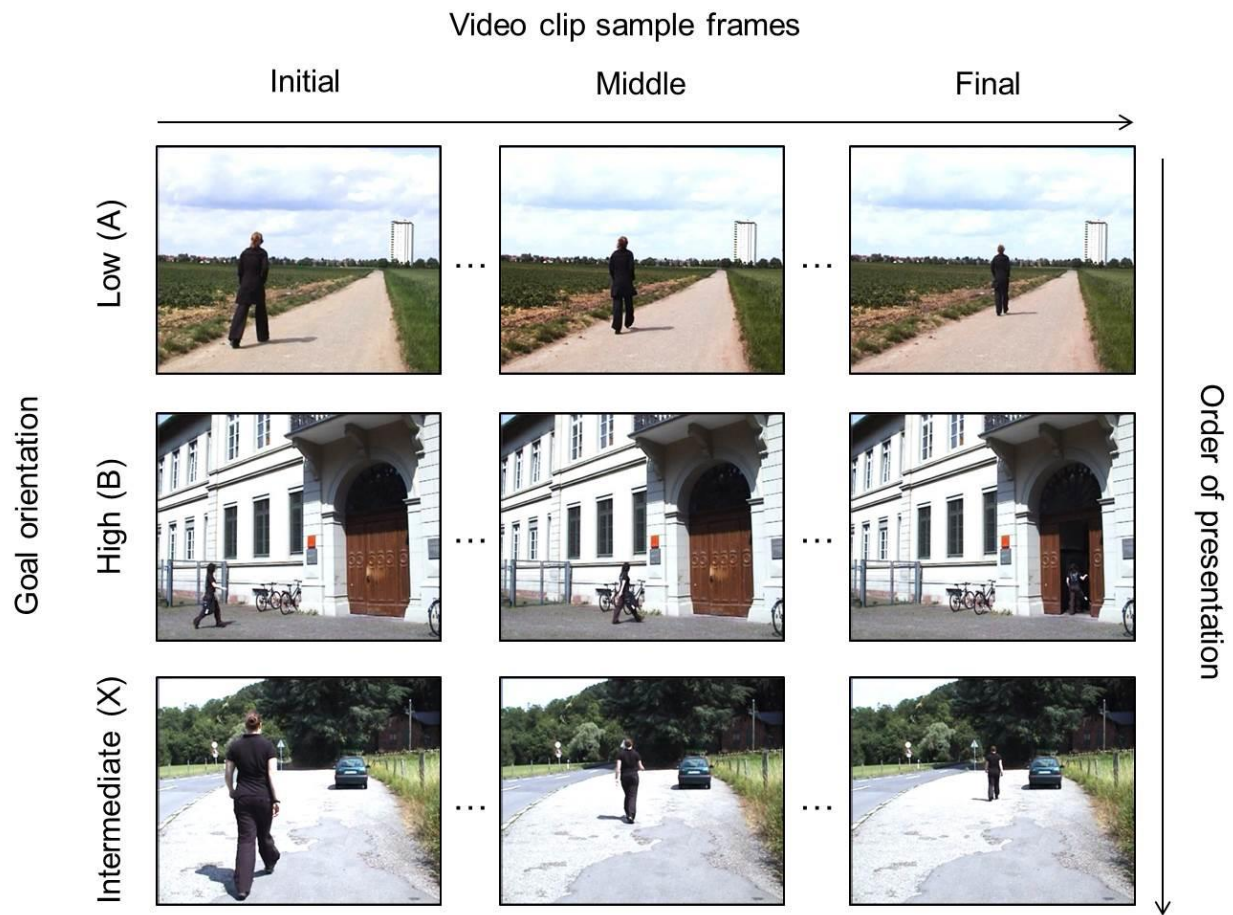 Video clip sample frames
Initial
Middle
Final
Goal orientation
Low (A)
...
...
High (B)
...
...
Intermediate (X)
...
...
Order of presentation